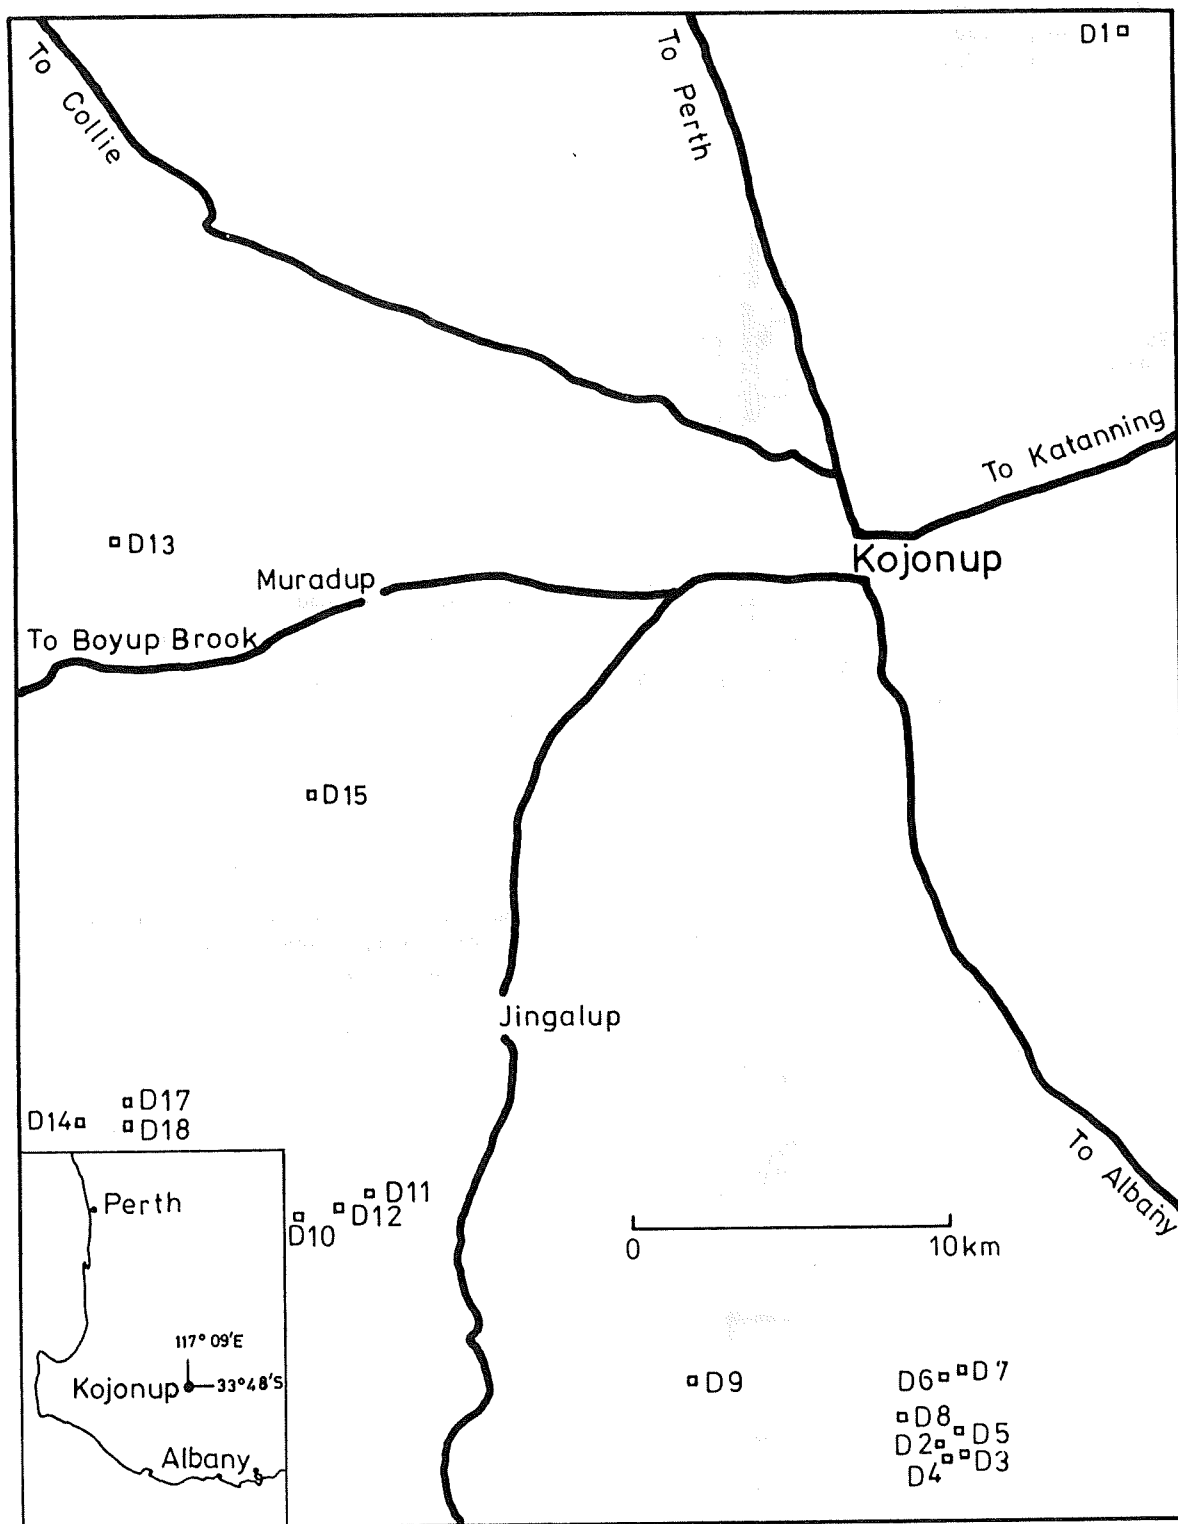 D1
To Collie
To Perth
To Katanning
Kojonup
D13
Muradup
To Boyup Brook
D15
Jingalup
D17
D14
D18
To Albany
D11
D12
D10
0
10km
Perth
117° 09'E
Kojonup
33°48'S
Albany
D9
D7
D6
D8
D5
D2
D3
D4